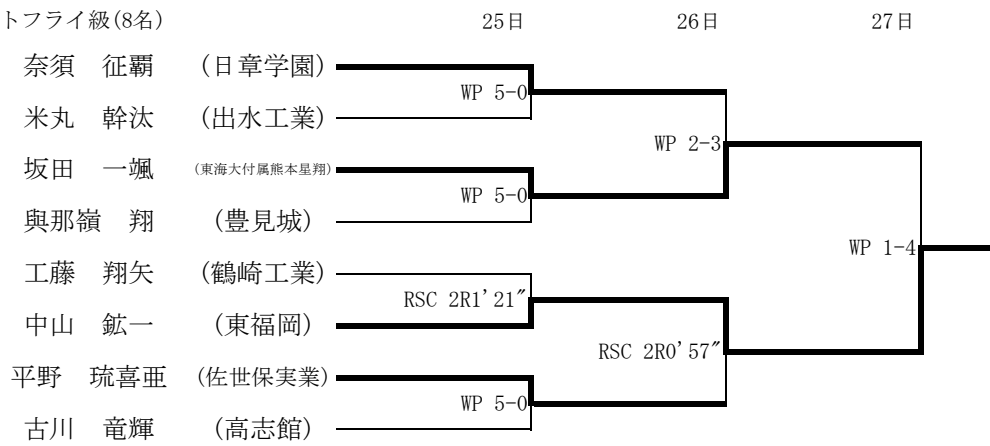 トフライ級(8名) 25日 26日 27日
奈須 征覇 (日章学園)
WP 5-0
米丸 幹汰 (出水工業)
WP 2-3
坂田 一颯 (東海大付属熊本星翔)
WP 5-0
與那嶺 翔 (豊見城)
WP 1-4
工藤 翔矢 (鶴崎工業)
RSC 2R1'21″
中山 鉱一 (東福岡)
RSC 2R0'57″
平野 琉喜亜 (佐世保実業)
WP 5-0
古川 竜輝 (高志館)